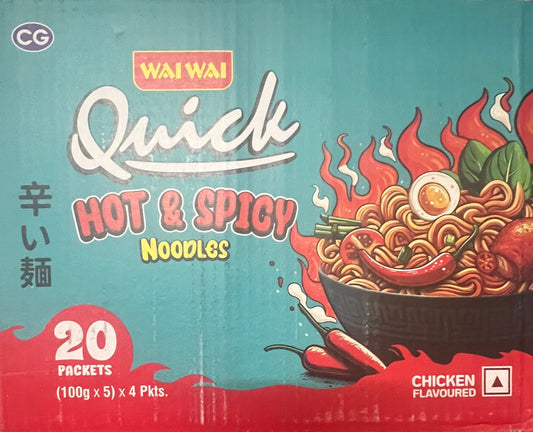 CG
WAI WAI
Quick
HOT & SPICY
NOODLES
辛い麺
20
PACKETS
(100g x 5) x 4 Pkts.
CHICKEN
FLAVOURED